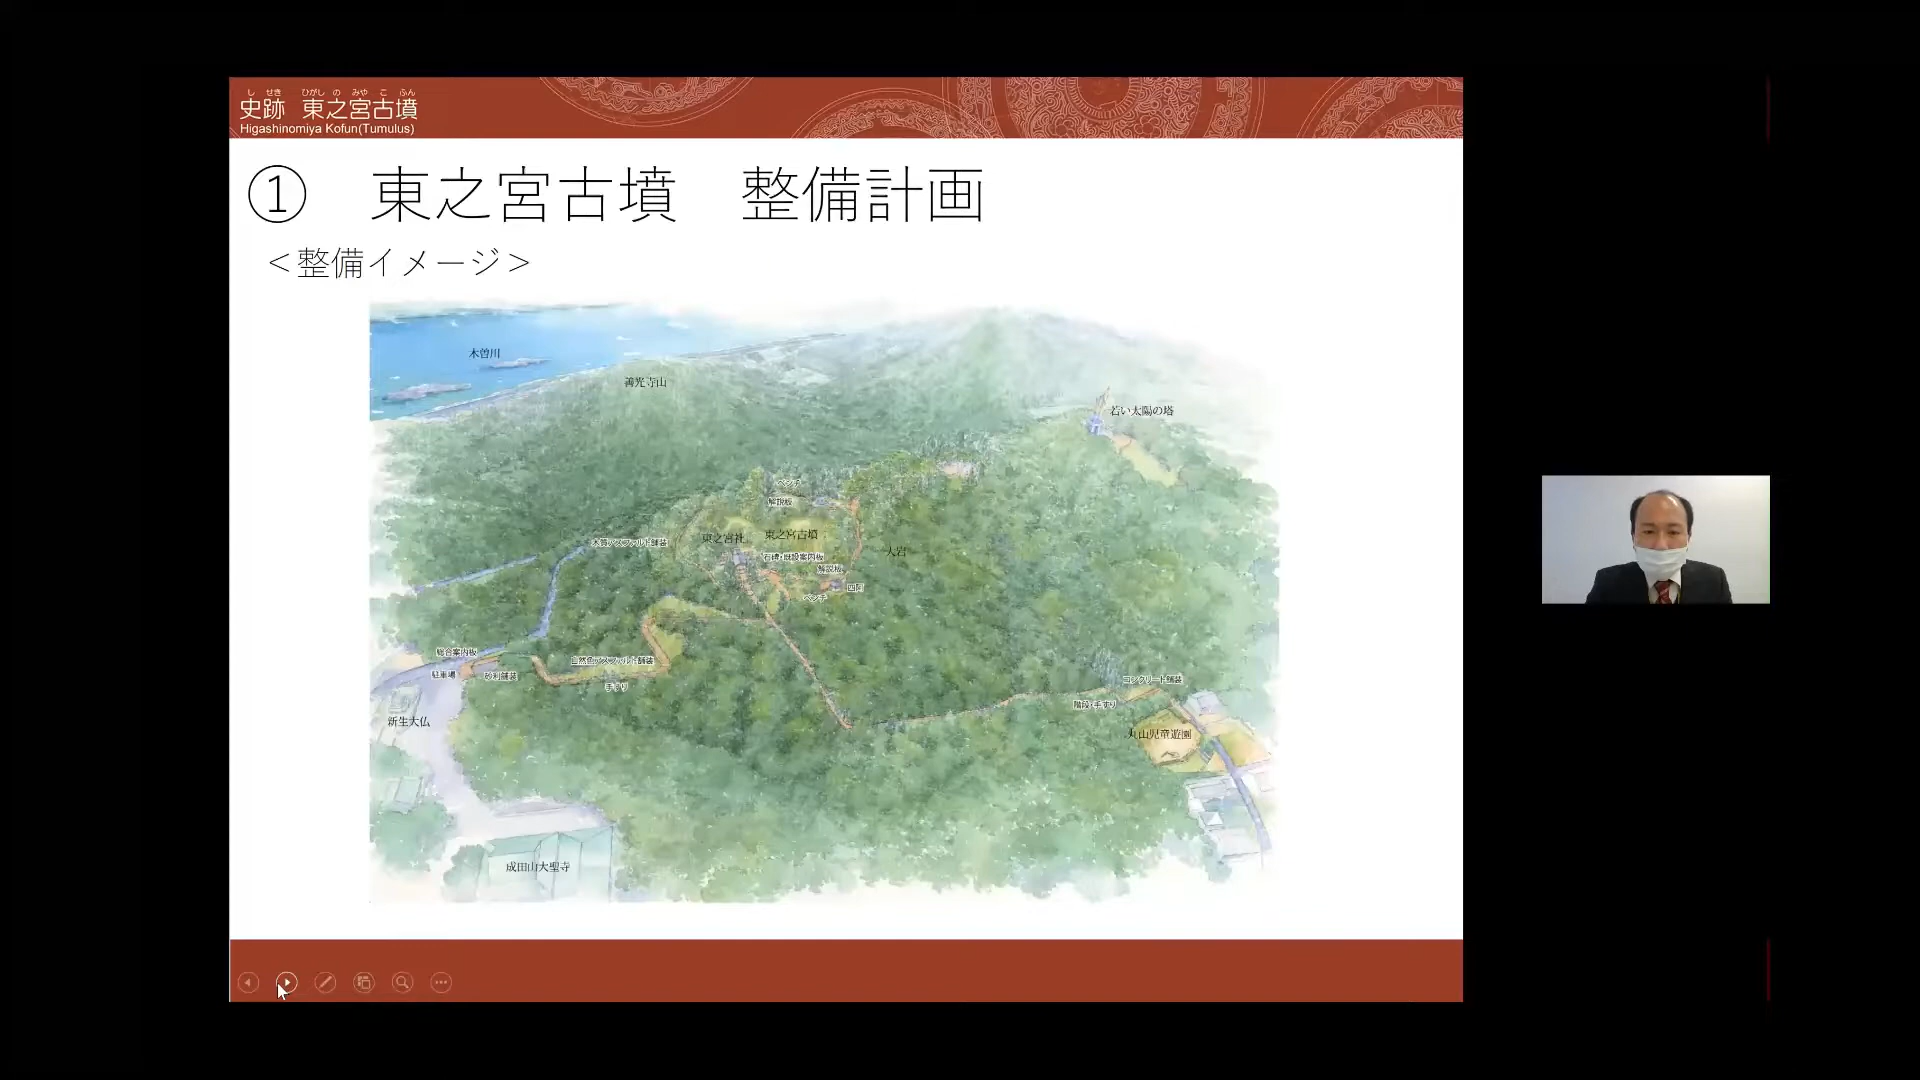 し せき ひがし の みや こ ふん
史跡 東之宮古墳
Higashinomiya Kofun(Tumulus)
① 東之宮古墳 整備計画
＜整備イメージ＞
木曽川
善光寺山
若い太陽の塔
ベンチ
解説板
東之宮社
東之宮古墳
木質アスファルト舗装
大岩
石碑・既設案内板
解説板
四阿
ベンチ
総合案内板
自然色アスファルト舗装
駐車場
砂利舗装
手すり
コンクリート舗装
階段・手すり
新生大仏
丸山児童遊園
成田山大聖寺